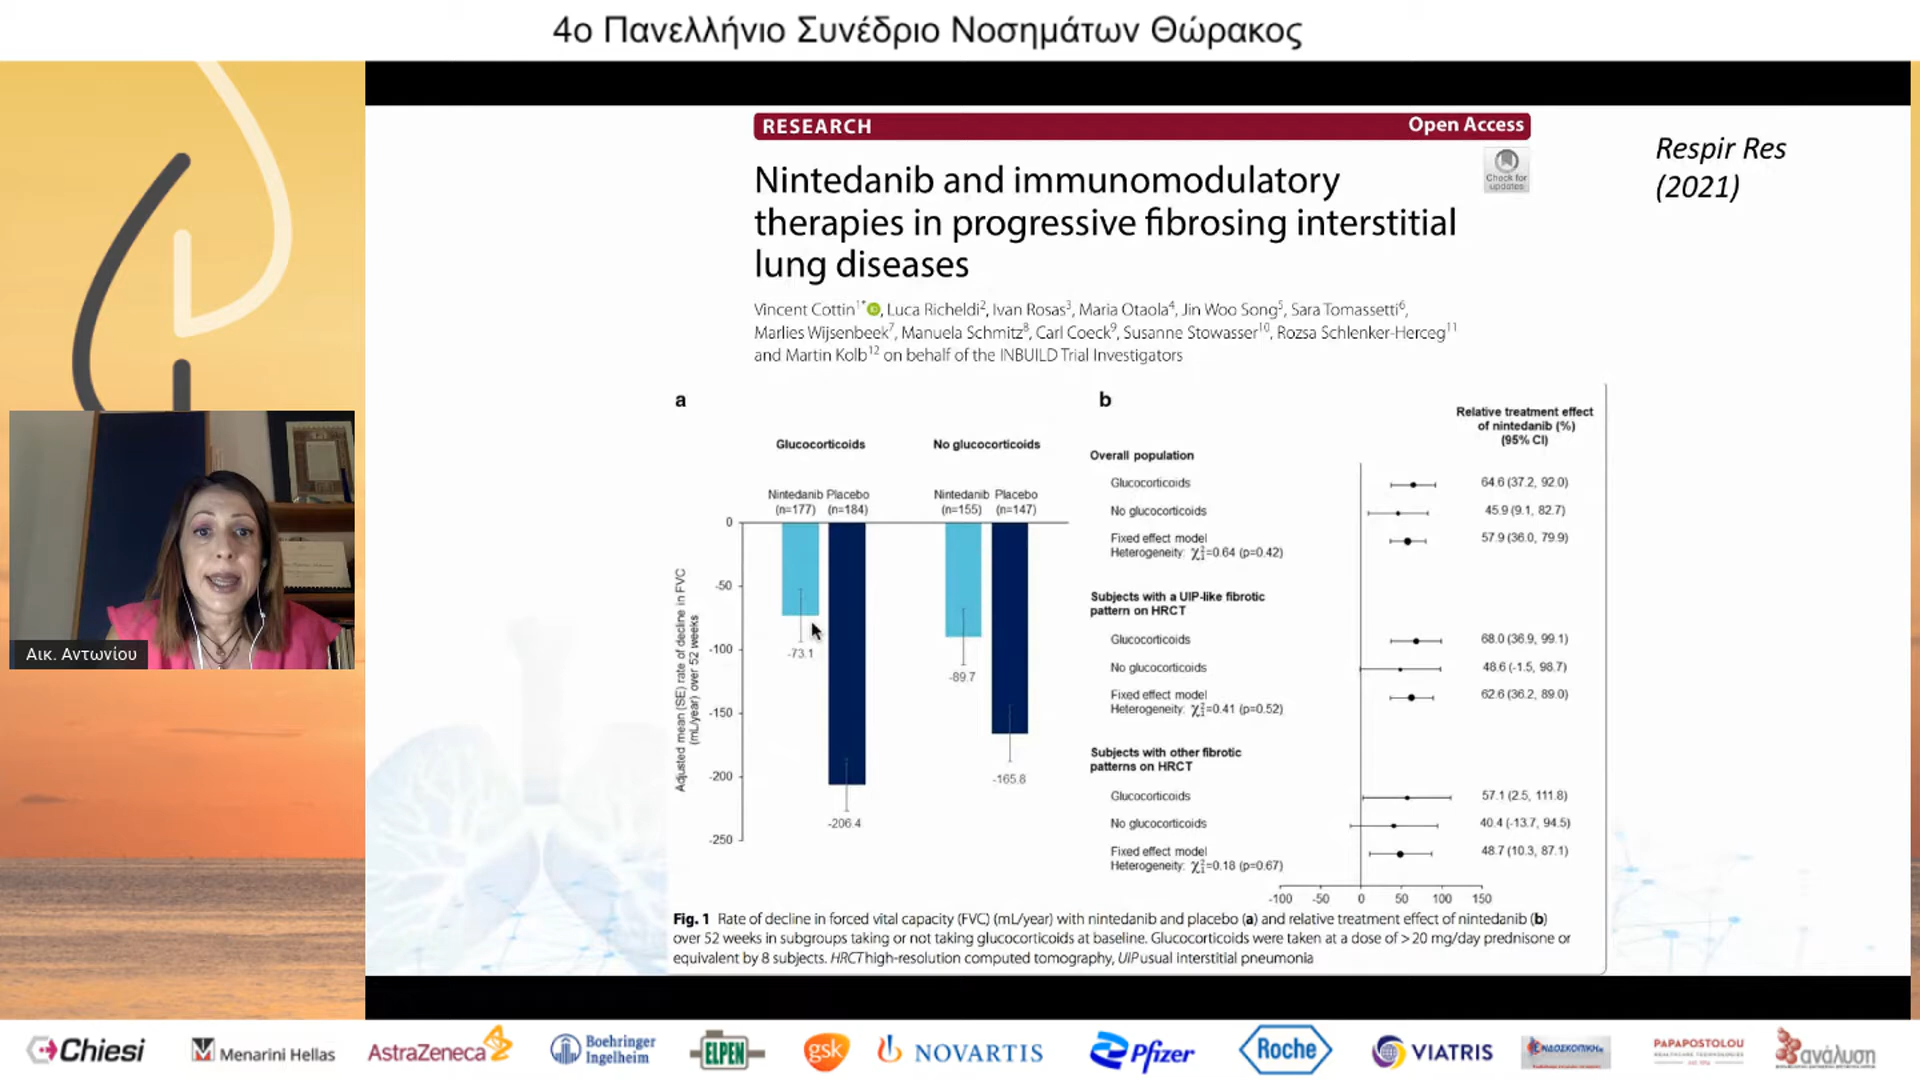 4ο Πανελλήνιο Συνέδριο Νοσημάτων Θώρακος
RESEARCH
Open Access
Respir Res
(2021)
Check for
updates
Nintedanib and immunomodulatory
therapies in progressive fibrosing interstitial
lung diseases
Vincent Cottin1*, Luca Richeldi2, Ivan Rosas3, Maria Otaola4, Jin Woo Song5, Sara Tomassetti6,
Marlies Wijsenbeek7, Manuela Schmitz8, Carl Coeck9, Susanne Stowasser10, Rozsa Schlenker-Herceg11
and Martin Kolb12 on behalf of the INBUILD Trial Investigators
a
Glucocorticoids
No glucocorticoids
Nintedanib Placebo
(n=177) (n=184)
Nintedanib Placebo
(n=155) (n=147)
Adjusted mean (SE) rate of decline in FVC
(mL/year) over 52 weeks
0
-50
-100
-150
-200
-250
-73.1
-206.4
-89.7
-165.8
b
Relative treatment effect
of nintedanib (%)
(95% CI)
Overall population
Glucocorticoids 64.6 (37.2, 92.0)
No glucocorticoids 45.9 (9.1, 82.7)
Fixed effect model 57.9 (36.0, 79.9)
Heterogeneity: χ²₁=0.64 (p=0.42)
Subjects with a UIP-like fibrotic
pattern on HRCT
Glucocorticoids 68.0 (36.9, 99.1)
No glucocorticoids 48.6 (-1.5, 98.7)
Fixed effect model 62.6 (36.2, 89.0)
Heterogeneity: χ²₁=0.41 (p=0.52)
Subjects with other fibrotic
patterns on HRCT
Glucocorticoids 57.1 (2.5, 111.8)
No glucocorticoids 40.4 (-13.7, 94.5)
Fixed effect model 48.7 (10.3, 87.1)
Heterogeneity: χ²₁=0.18 (p=0.67)
-100 -50 0 50 100 150
Fig. 1 Rate of decline in forced vital capacity (FVC) (mL/year) with nintedanib and placebo (a) and relative treatment effect of nintedanib (b)
over 52 weeks in subgroups taking or not taking glucocorticoids at baseline. Glucocorticoids were taken at a dose of >20 mg/day prednisone or
equivalent by 8 subjects. HRCT high-resolution computed tomography, UIP usual interstitial pneumonia
Αικ. Αντωνίου
Chiesi
Menarini Hellas
AstraZeneca
Boehringer
Ingelheim
ELPEN
gsk
NOVARTIS
Pfizer
Roche
VIATRIS
ΕΝΔΟΣΚΟΠΙΚΗ
PAPAPOSTOLOU
ανάλυση